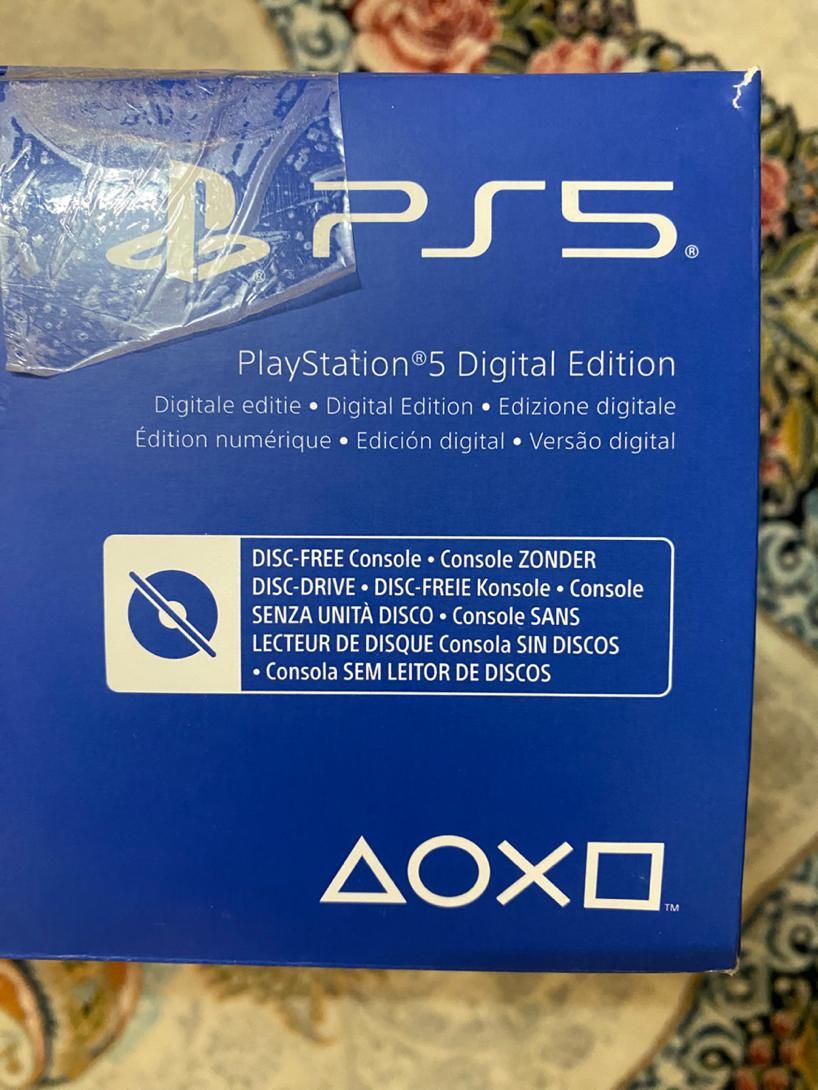 PS5®
PlayStation®5 Digital Edition
Digitale editie • Digital Edition • Edizione digitale
Édition numérique • Edición digital • Versão digital
DISC-FREE Console • Console ZONDER
DISC-DRIVE • DISC-FREIE Konsole • Console
SENZA UNITÀ DISCO • Console SANS
LECTEUR DE DISQUE Consola SIN DISCOS
• Consola SEM LEITOR DE DISCOS
TM